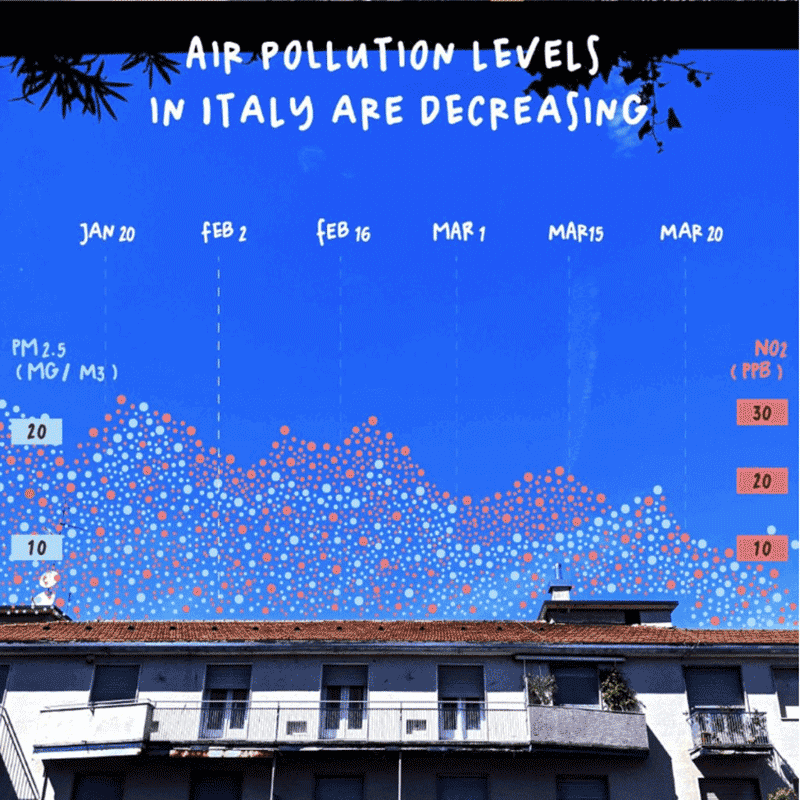 AIR POLLUTION LEVELS
IN ITALY ARE DECREASING
JAN 20 FEB 2 FEB 16 MAR 1 MAR 15 MAR 20
PM 2.5
(MG/ M3)
NO2
(PPB)
20
30
20
10
10